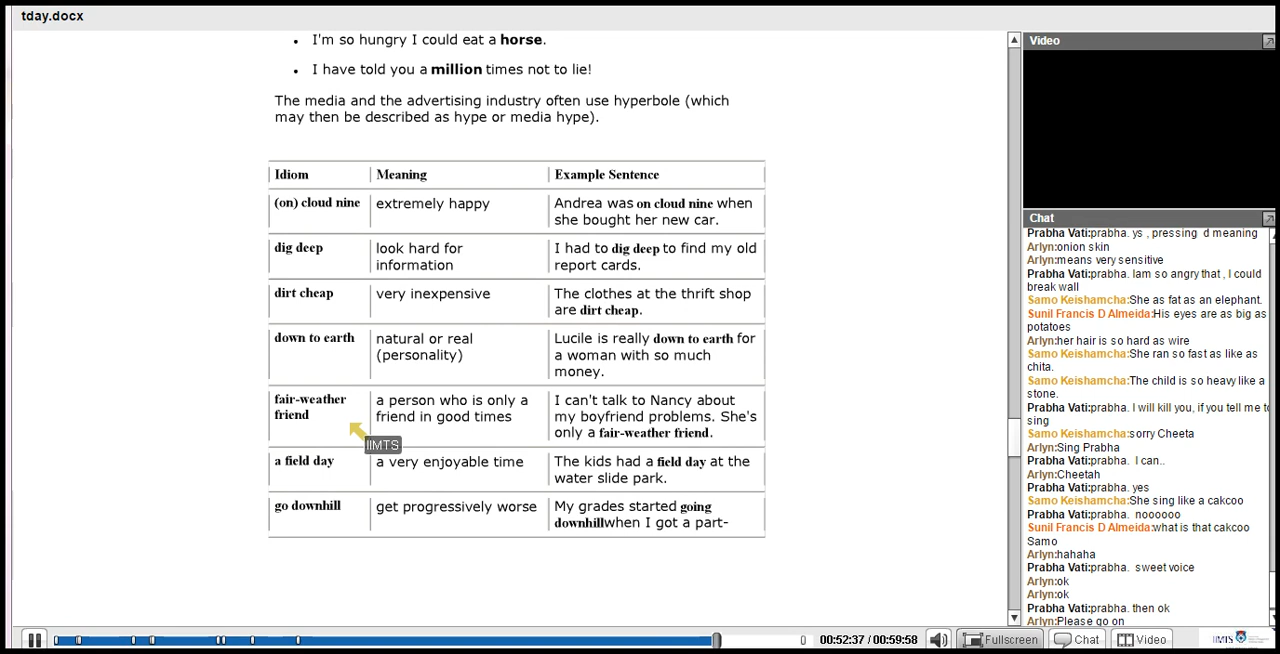 tday.docx
• I'm so hungry I could eat a horse.
• I have told you a million times not to lie!
The media and the advertising industry often use hyperbole (which
may then be described as hype or media hype).
Idiom Meaning Example Sentence
(on) cloud nine extremely happy Andrea was on cloud nine when
she bought her new car.
dig deep look hard for I had to dig deep to find my old
information report cards.
dirt cheap very inexpensive The clothes at the thrift shop
are dirt cheap.
down to earth natural or real Lucile is really down to earth for
(personality) a woman with so much
money.
fair-weather a person who is only a I can't talk to Nancy about
friend friend in good times my boyfriend problems. She's
only a fair-weather friend.
IIMTS
a field day a very enjoyable time The kids had a field day at the
water slide park.
go downhill get progressively worse My grades started going
downhillwhen I got a part-
Video
Chat
Prabha Vati:prabha. ys , pressing d meaning
Arlyn:onion skin
Arlyn:means very sensitive
Prabha Vati:prabha. Iam so angry that , I could
break wall
Samo Keishamcha:She as fat as an elephant.
Sunil Francis D Almeida:His eyes are as big as
potatoes
Arlyn:her hair is so hard as wire
Samo Keishamcha:She ran so fast as like as
chita.
Samo Keishamcha:The child is so heavy like a
stone.
Prabha Vati:prabha. I will kill you, if you tell me to
sing
Samo Keishamcha:sorry Cheeta
Arlyn:Sing Prabha
Prabha Vati:prabha. I can..
Arlyn:Cheetah
Prabha Vati:prabha. yes
Samo Keishamcha:She sing like a cakcoo
Prabha Vati:prabha. noooooo
Sunil Francis D Almeida:what is that cakcoo
Samo
Arlyn:hahaha
Prabha Vati:prabha. sweet voice
Arlyn:ok
Arlyn:ok
Prabha Vati:prabha. then ok
Arlyn:Please go on
00:52:37 / 00:59:58 Fullscreen Chat Video IIMTS